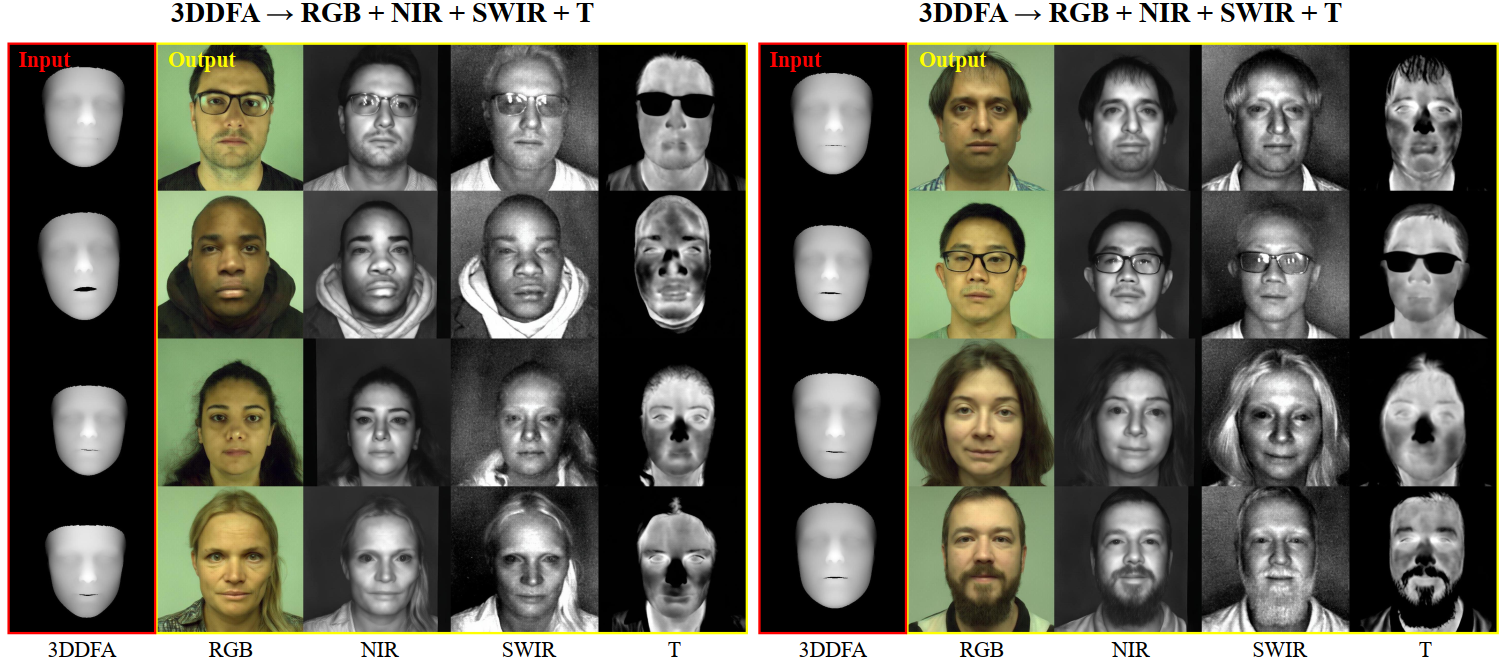 3DDFA → RGB + NIR + SWIR + T
3DDFA → RGB + NIR + SWIR + T
Input
Output
Input
Output
3DDFA
RGB
NIR
SWIR
T
3DDFA
RGB
NIR
SWIR
T